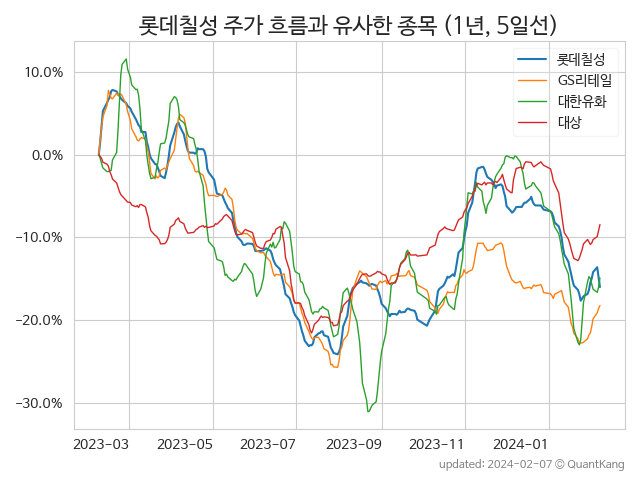 롯데칠성 주가 흐름과 유사한 종목 (1년, 5일선)
롯데칠성
GS리테일
대한유화
대상
10.0%
0.0%
−10.0%
−20.0%
−30.0%
2023-03 2023-05 2023-07 2023-09 2023-11 2024-01
updated: 2024-02-07 © QuantKang